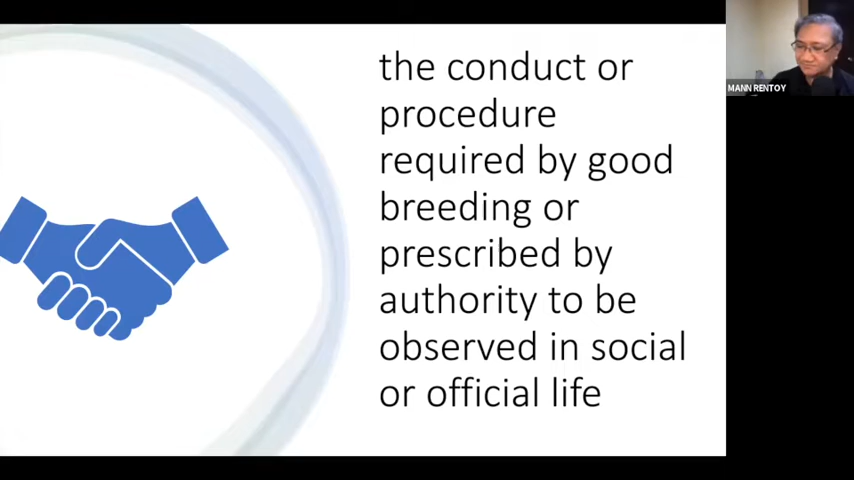 the conduct or
procedure
required by good
breeding or
prescribed by
authority to be
observed in social
or official life
MANN RENTOY